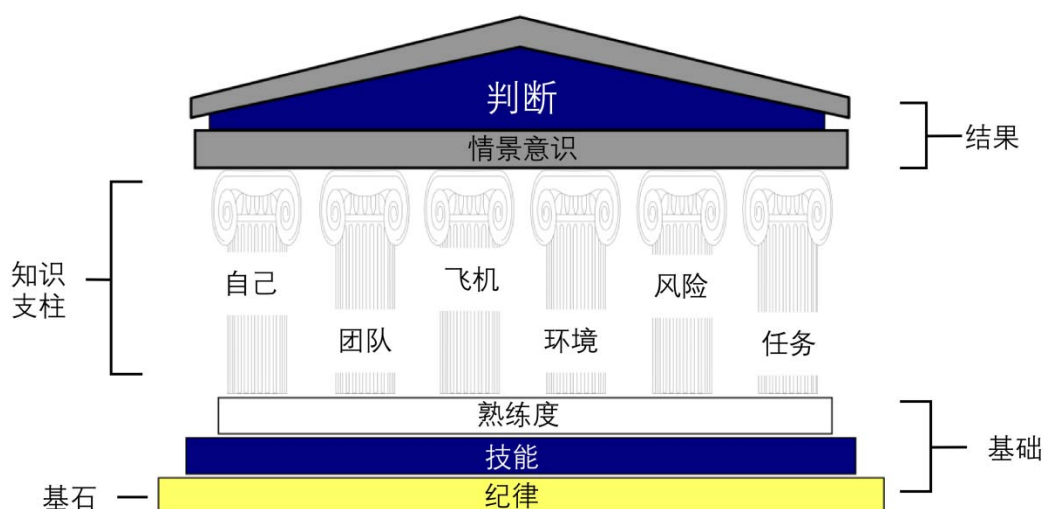 判断
情景意识
结果
知识
支柱
自己
飞机
风险
团队
环境
任务
熟练度
技能
基础
基石
纪律